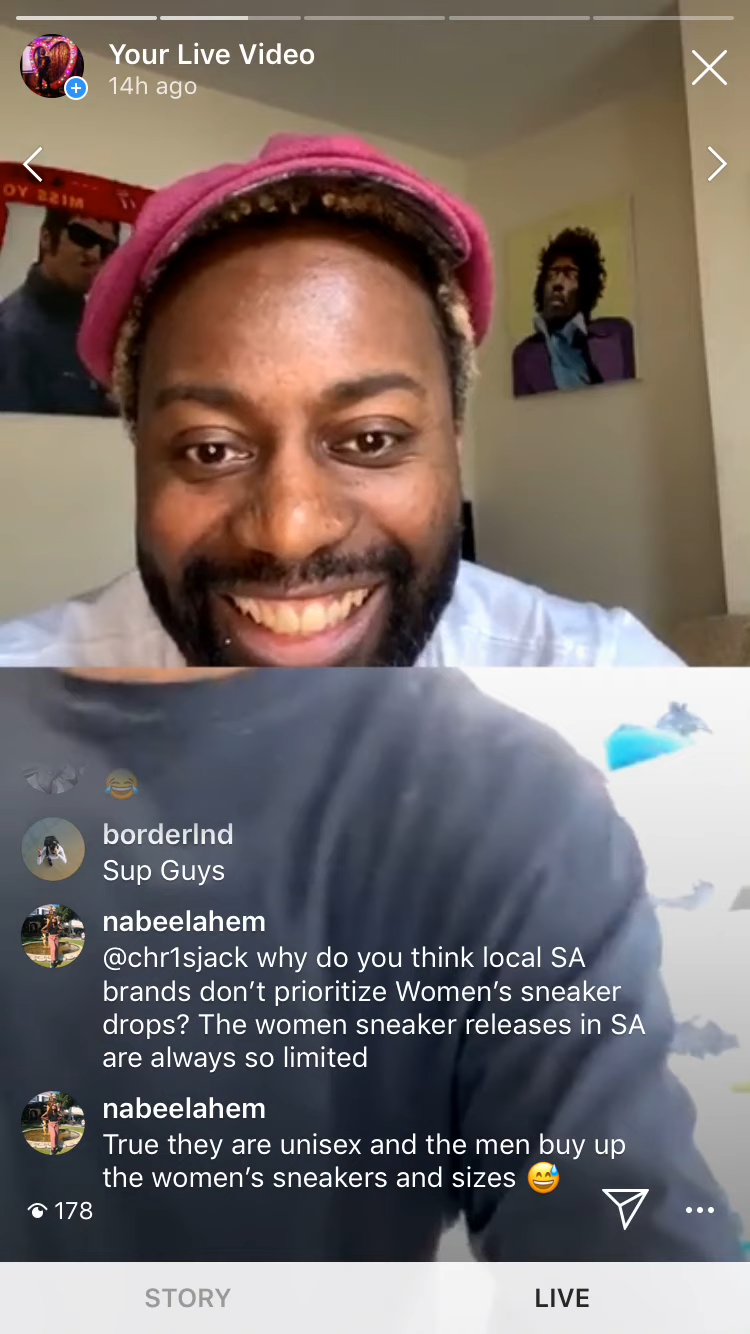 Your Live Video
14h ago
MISS YO
borderlnd
Sup Guys
nabeelahem
@chr1sjack why do you think local SA
brands don’t prioritize Women’s sneaker
drops? The women sneaker releases in SA
are always so limited
nabeelahem
True they are unisex and the men buy up
the women’s sneakers and sizes 😅
178
STORY
LIVE